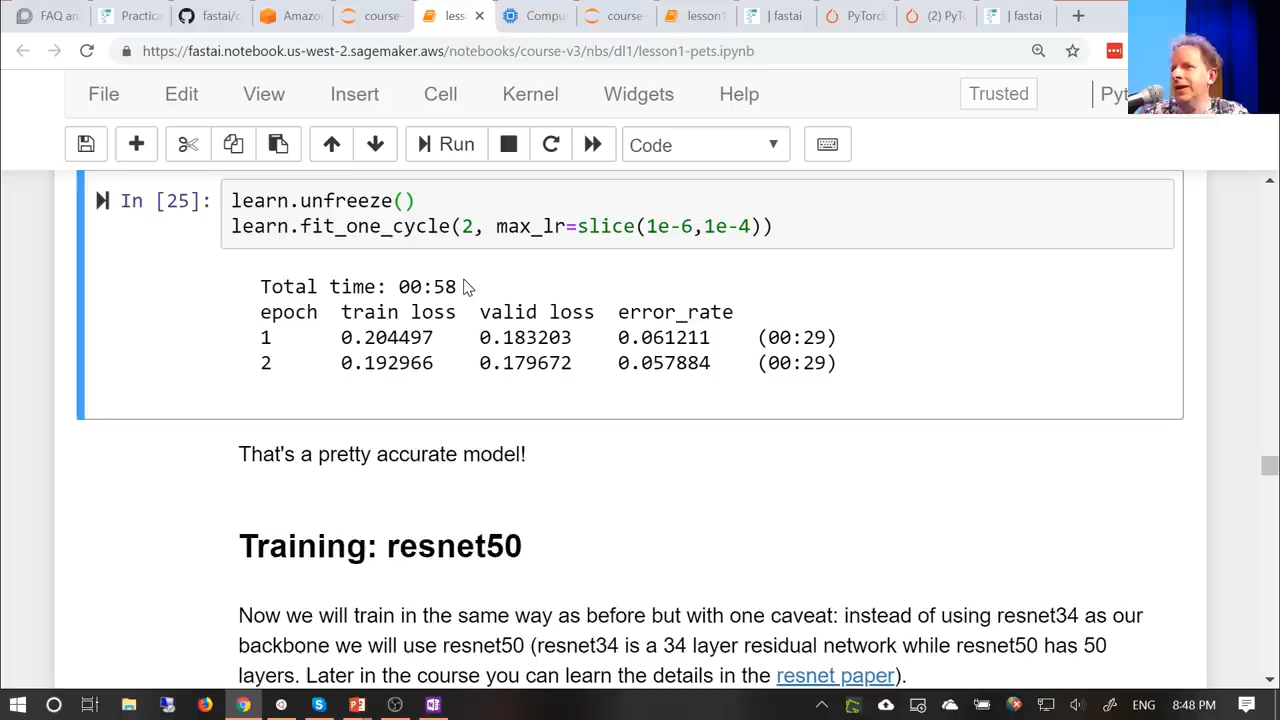 FAQ an
Practica
fastai/c
Amazon
course-
less
Compu
course-
lesson1
| fastai
PyTorc
(2) PyT
| fastai
https://fastai.notebook.us-west-2.sagemaker.aws/notebooks/course-v3/nbs/dl1/lesson1-pets.ipynb
File Edit View Insert Cell Kernel Widgets Help Trusted Pyt
Run Code
In [25]: learn.unfreeze()
learn.fit_one_cycle(2, max_lr=slice(1e-6,1e-4))
Total time: 00:58
epoch train loss valid loss error_rate
1 0.204497 0.183203 0.061211 (00:29)
2 0.192966 0.179672 0.057884 (00:29)
That's a pretty accurate model!
Training: resnet50
Now we will train in the same way as before but with one caveat: instead of using resnet34 as our
backbone we will use resnet50 (resnet34 is a 34 layer residual network while resnet50 has 50
layers. Later in the course you can learn the details in the resnet paper).
ENG 8:48 PM